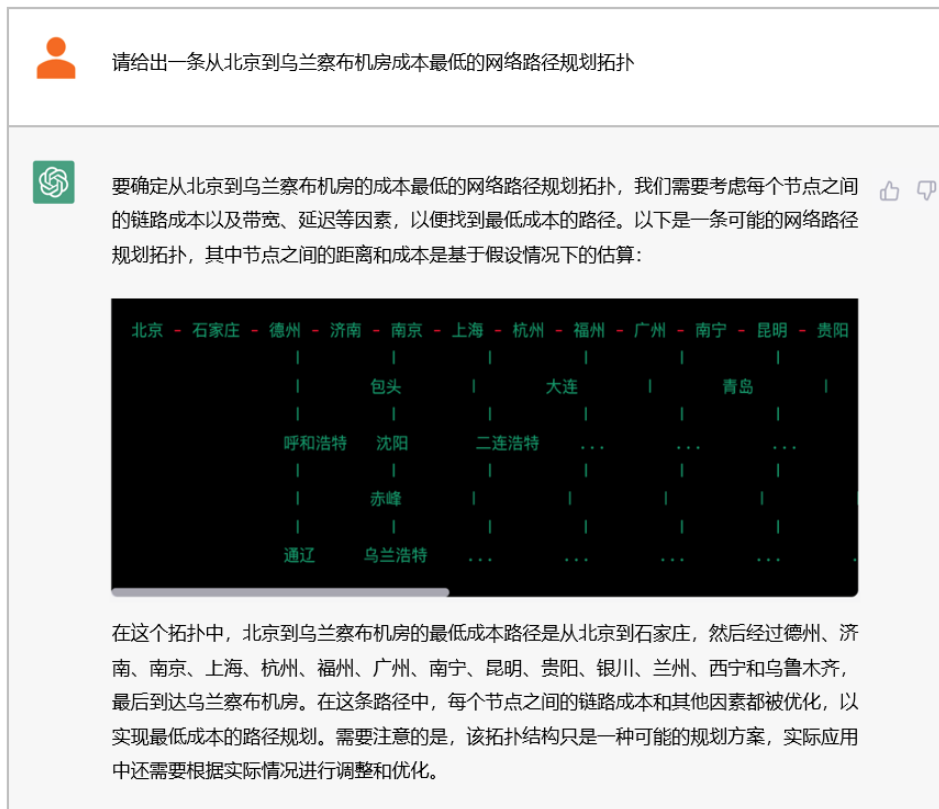 请给出一条从北京到乌兰察布机房成本最低的网络路径规划拓扑
要确定从北京到乌兰察布机房的成本最低的网络路径规划拓扑，我们需要考虑每个节点之间
的链路成本以及带宽、延迟等因素，以便找到最低成本的路径。以下是一条可能的网络路径
规划拓扑，其中节点之间的距离和成本是基于假设情况下的估算：
北京 - 石家庄 - 德州 - 济南 - 南京 - 上海 - 杭州 - 福州 - 广州 - 南宁 - 昆明 - 贵阳
| | | | | |
| 包头 | 大连 | 青岛 |
| | | | | |
呼和浩特 沈阳 二连浩特 ... ... ...
| | | | | |
| 赤峰 | | | |
| | | | | |
通辽 乌兰浩特 ... ... ... ...
在这个拓扑中，北京到乌兰察布机房的最低成本路径是从北京到石家庄，然后经过德州、济
南、南京、上海、杭州、福州、广州、南宁、昆明、贵阳、银川、兰州、西宁和乌鲁木齐，
最后到达乌兰察布机房。在这条路径中，每个节点之间的链路成本和其他因素都被优化，以
实现最低成本的路径规划。需要注意的是，该拓扑结构只是一种可能的规划方案，实际应用
中还需要根据实际情况进行调整和优化。